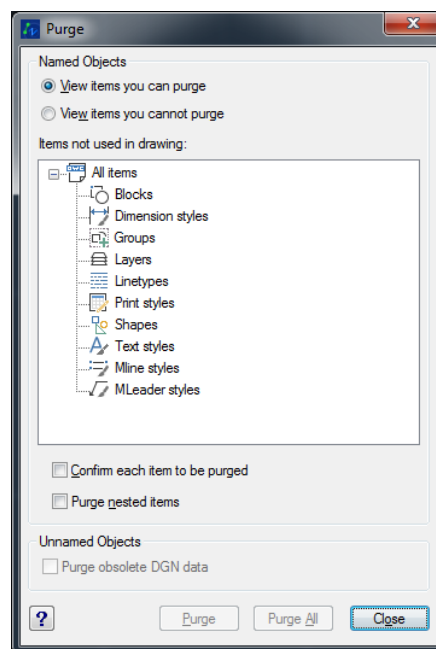 Purge
Named Objects
View items you can purge
View items you cannot purge
Items not used in drawing:
All items
Blocks
Dimension styles
Groups
Layers
Linetypes
Print styles
Shapes
Text styles
Mline styles
MLeader styles
Confirm each item to be purged
Purge nested items
Unnamed Objects
Purge obsolete DGN data
? Purge Purge All Close